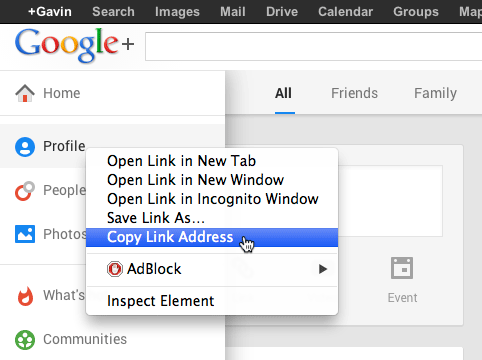 +Gavin Search Images Mail Drive Calendar Groups Map
Google+
Home
All Friends Family
Profile
Open Link in New Tab
Open Link in New Window
Open Link in Incognito Window
People
Save Link As...
Photos
Copy Link Address
AdBlock
Event
What's
Inspect Element
Communities